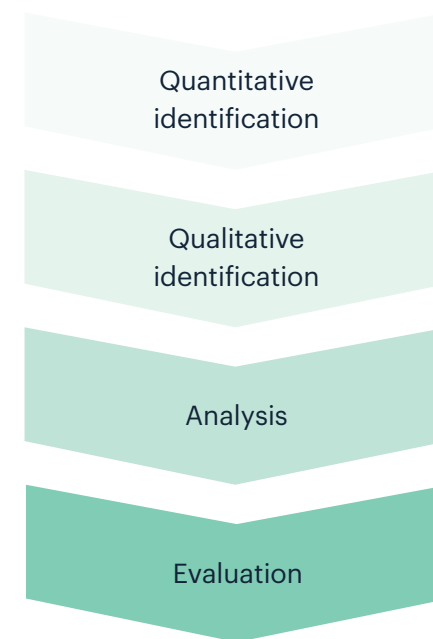 Quantitative
identification
Qualitative
identification
Analysis
Evaluation